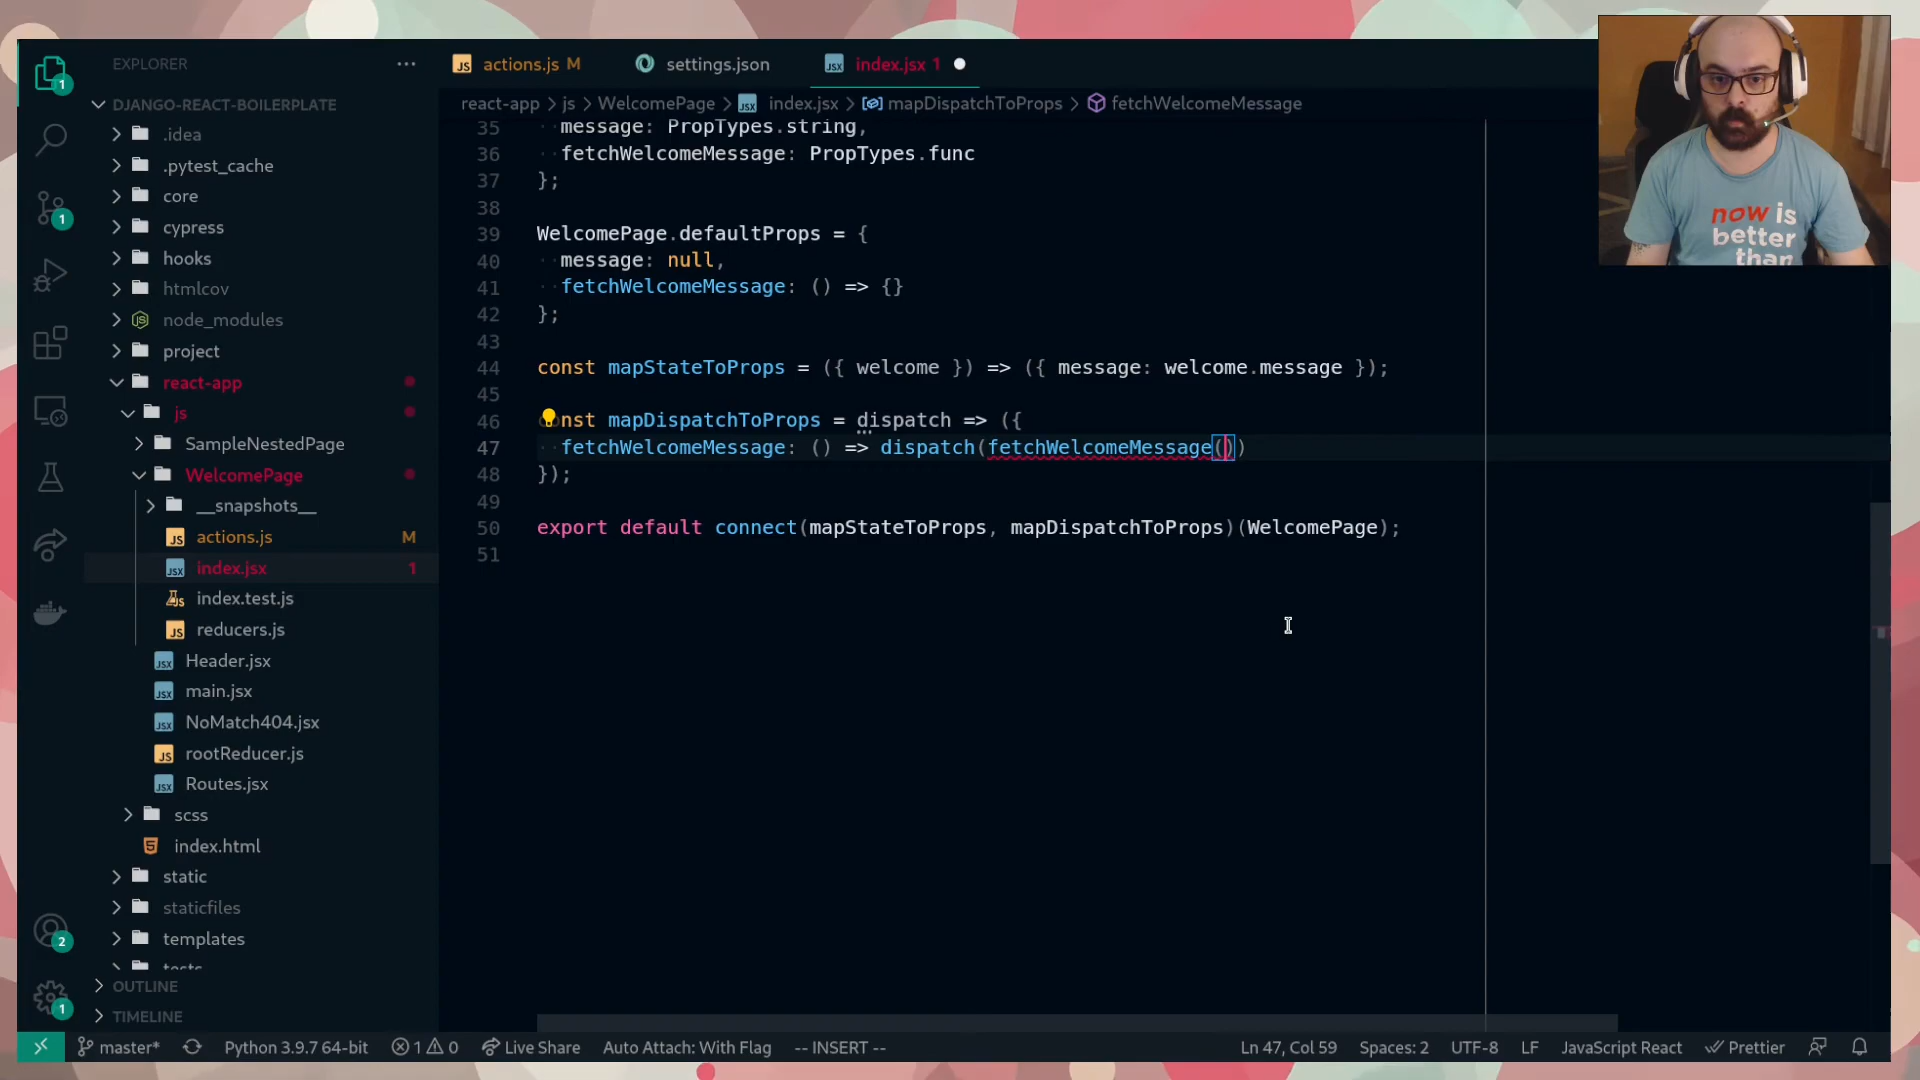 EXPLORER
DJANGO-REACT-BOILERPLATE
.idea
.pytest_cache
core
cypress
hooks
htmlcov
node_modules
project
react-app
js
SampleNestedPage
WelcomePage
__snapshots__
actions.js M
index.jsx 1
index.test.js
reducers.js
Header.jsx
main.jsx
NoMatch404.jsx
rootReducer.js
Routes.jsx
scss
index.html
static
staticfiles
templates
tests
OUTLINE
TIMELINE
1
1
2
1
actions.js M settings.json index.jsx 1
react-app > js > WelcomePage > index.jsx > mapDispatchToProps > fetchWelcomeMessage
35 message: PropTypes.string,
36 fetchWelcomeMessage: PropTypes.func
37 };
38
39 WelcomePage.defaultProps = {
40 message: null,
41 fetchWelcomeMessage: () => {}
42 };
43
44 const mapStateToProps = ({ welcome }) => ({ message: welcome.message });
45
46 nst mapDispatchToProps = dispatch => ({
47 fetchWelcomeMessage: () => dispatch(fetchWelcomeMessage())
48 });
49
50 export default connect(mapStateToProps, mapDispatchToProps)(WelcomePage);
51
now is
better
than
master* Python 3.9.7 64-bit 1 0 Live Share Auto Attach: With Flag -- INSERT -- Ln 47, Col 59 Spaces: 2 UTF-8 LF JavaScript React Prettier